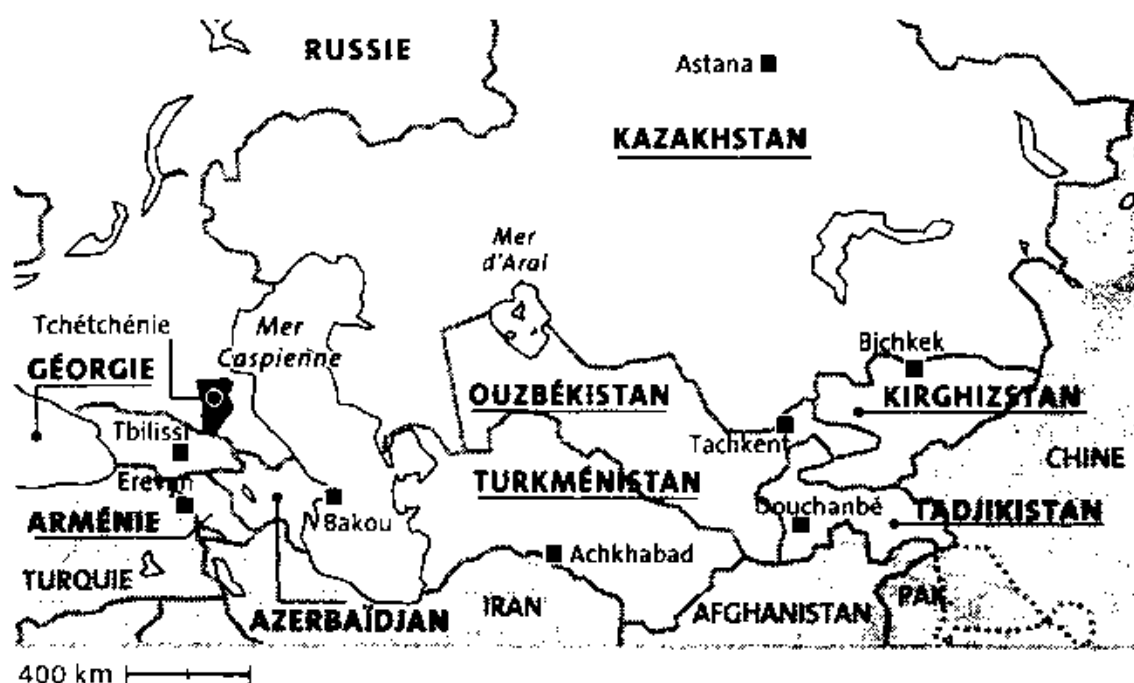 RUSSIE
Astana
KAZAKHSTAN
Mer
d'Aral
Tchétchénie
Mer
Caspienne
GÉORGIE
Bichkek
OUZBÉKISTAN
KIRGHIZSTAN
Tbilissi
Tachkent
CHINE
Erevan
TURKMÉNISTAN
ARMÉNIE
Bakou
Douchanbé
TADJIKISTAN
Achkhabad
TURQUIE
IRAN
AFGHANISTAN
PAK.
AZERBAÏDJAN
400 km